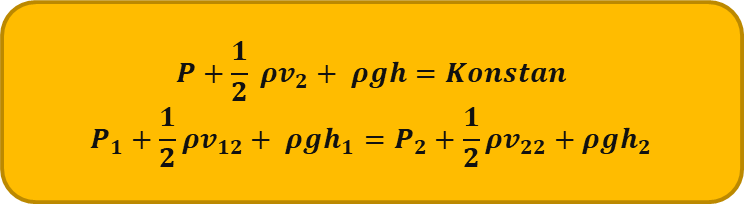 P + 1/2 ρv₂ + ρgh = Konstan
P₁ + 1/2 ρv₁₂ + ρgh₁ = P₂ + 1/2 ρv₂₂ + ρgh₂